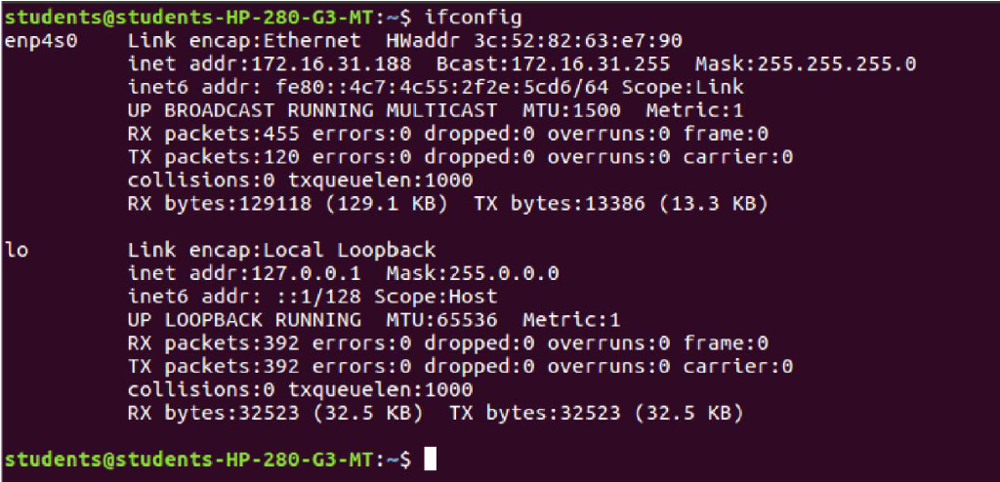 students@students-HP-280-G3-MT:~$ ifconfig
enp4s0    Link encap:Ethernet  HWaddr 3c:52:82:63:e7:90
          inet addr:172.16.31.188  Bcast:172.16.31.255  Mask:255.255.255.0
          inet6 addr: fe80::4c7:4c55:2f2e:5cd6/64 Scope:Link
          UP BROADCAST RUNNING MULTICAST  MTU:1500  Metric:1
          RX packets:455 errors:0 dropped:0 overruns:0 frame:0
          TX packets:120 errors:0 dropped:0 overruns:0 carrier:0
          collisions:0 txqueuelen:1000
          RX bytes:129118 (129.1 KB)  TX bytes:13386 (13.3 KB)

lo        Link encap:Local Loopback
          inet addr:127.0.0.1  Mask:255.0.0.0
          inet6 addr: ::1/128 Scope:Host
          UP LOOPBACK RUNNING  MTU:65536  Metric:1
          RX packets:392 errors:0 dropped:0 overruns:0 frame:0
          TX packets:392 errors:0 dropped:0 overruns:0 carrier:0
          collisions:0 txqueuelen:1000
          RX bytes:32523 (32.5 KB)  TX bytes:32523 (32.5 KB)

students@students-HP-280-G3-MT:~$